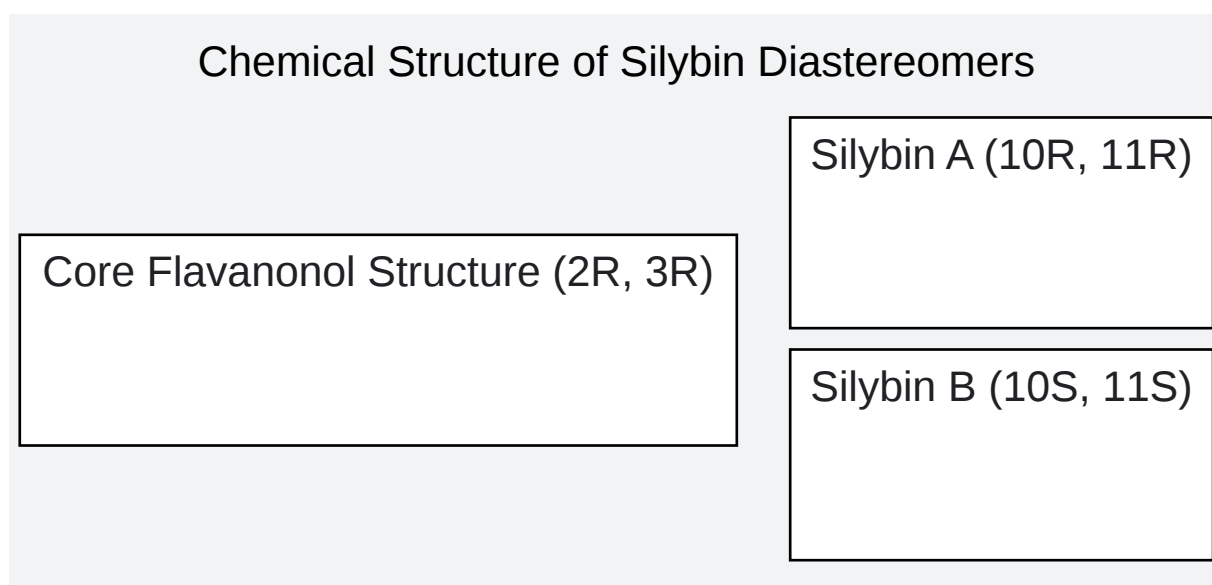 Chemical Structure of Silybin Diastereomers
Silybin A (10R, 11R)
Core Flavanonol Structure (2R, 3R)
Silybin B (10S, 11S)